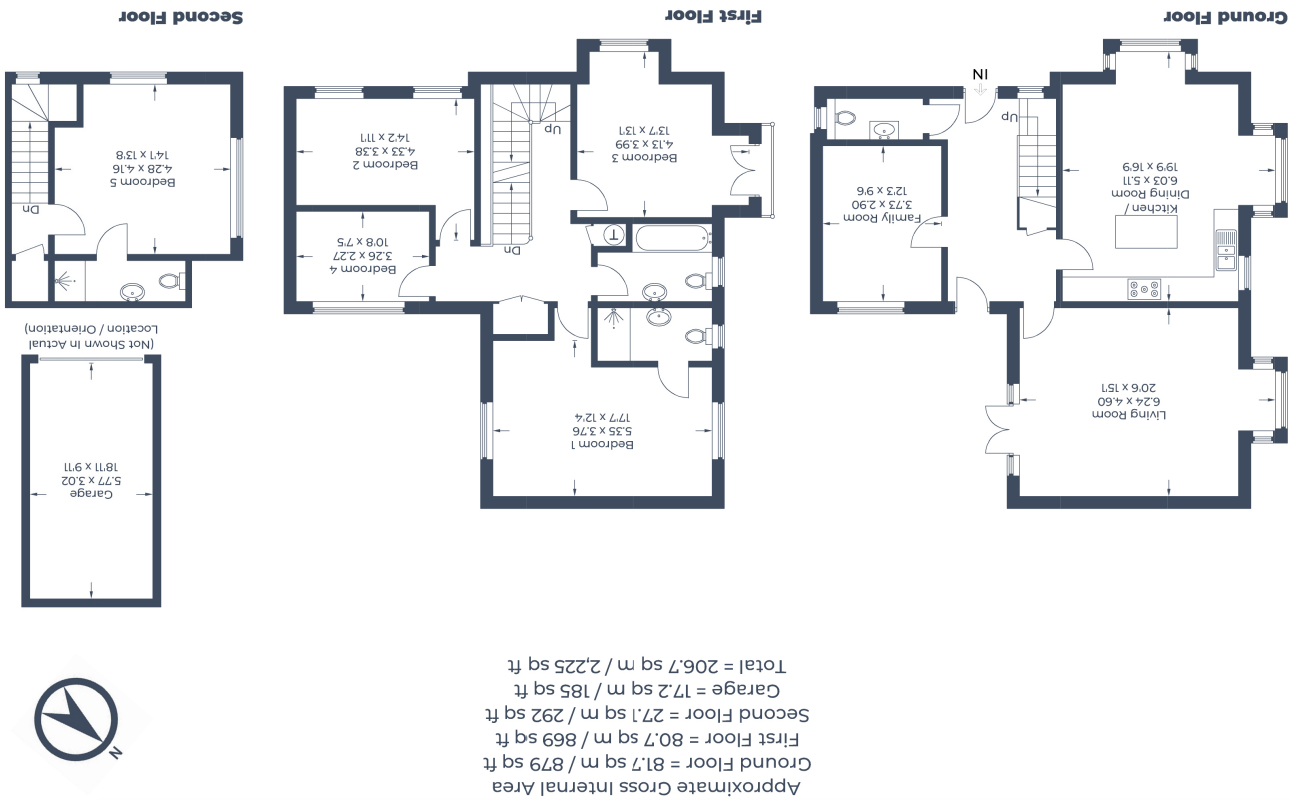 Approximate Gross Internal Area
Ground Floor = 81.7 sq m / 879 sq ft
First Floor = 80.7 sq m / 869 sq ft
Second Floor = 27.1 sq m / 292 sq ft
Garage = 17.2 sq m / 185 sq ft
Total = 206.7 sq m / 2,225 sq ft
N
Living Room
6.24 x 4.60
20'6 x 15'1
Kitchen /
Dining Room
6.03 x 5.11
19'9 x 16'9
Family Room
3.73 x 2.90
12'3 x 9'6
Up
IN
Ground Floor
Bedroom 1
5.35 x 3.76
17'7 x 12'4
Dn
T
Bedroom 4
3.26 x 2.27
10'8 x 7'5
Bedroom 3
4.13 x 3.99
13'7 x 13'1
Bedroom 2
4.33 x 3.38
14'2 x 11'1
Up
First Floor
Garage
5.77 x 3.02
18'11 x 9'11
(Not Shown In Actual
Location / Orientation)
Dn
Bedroom 5
4.28 x 4.16
14'1 x 13'8
Second Floor